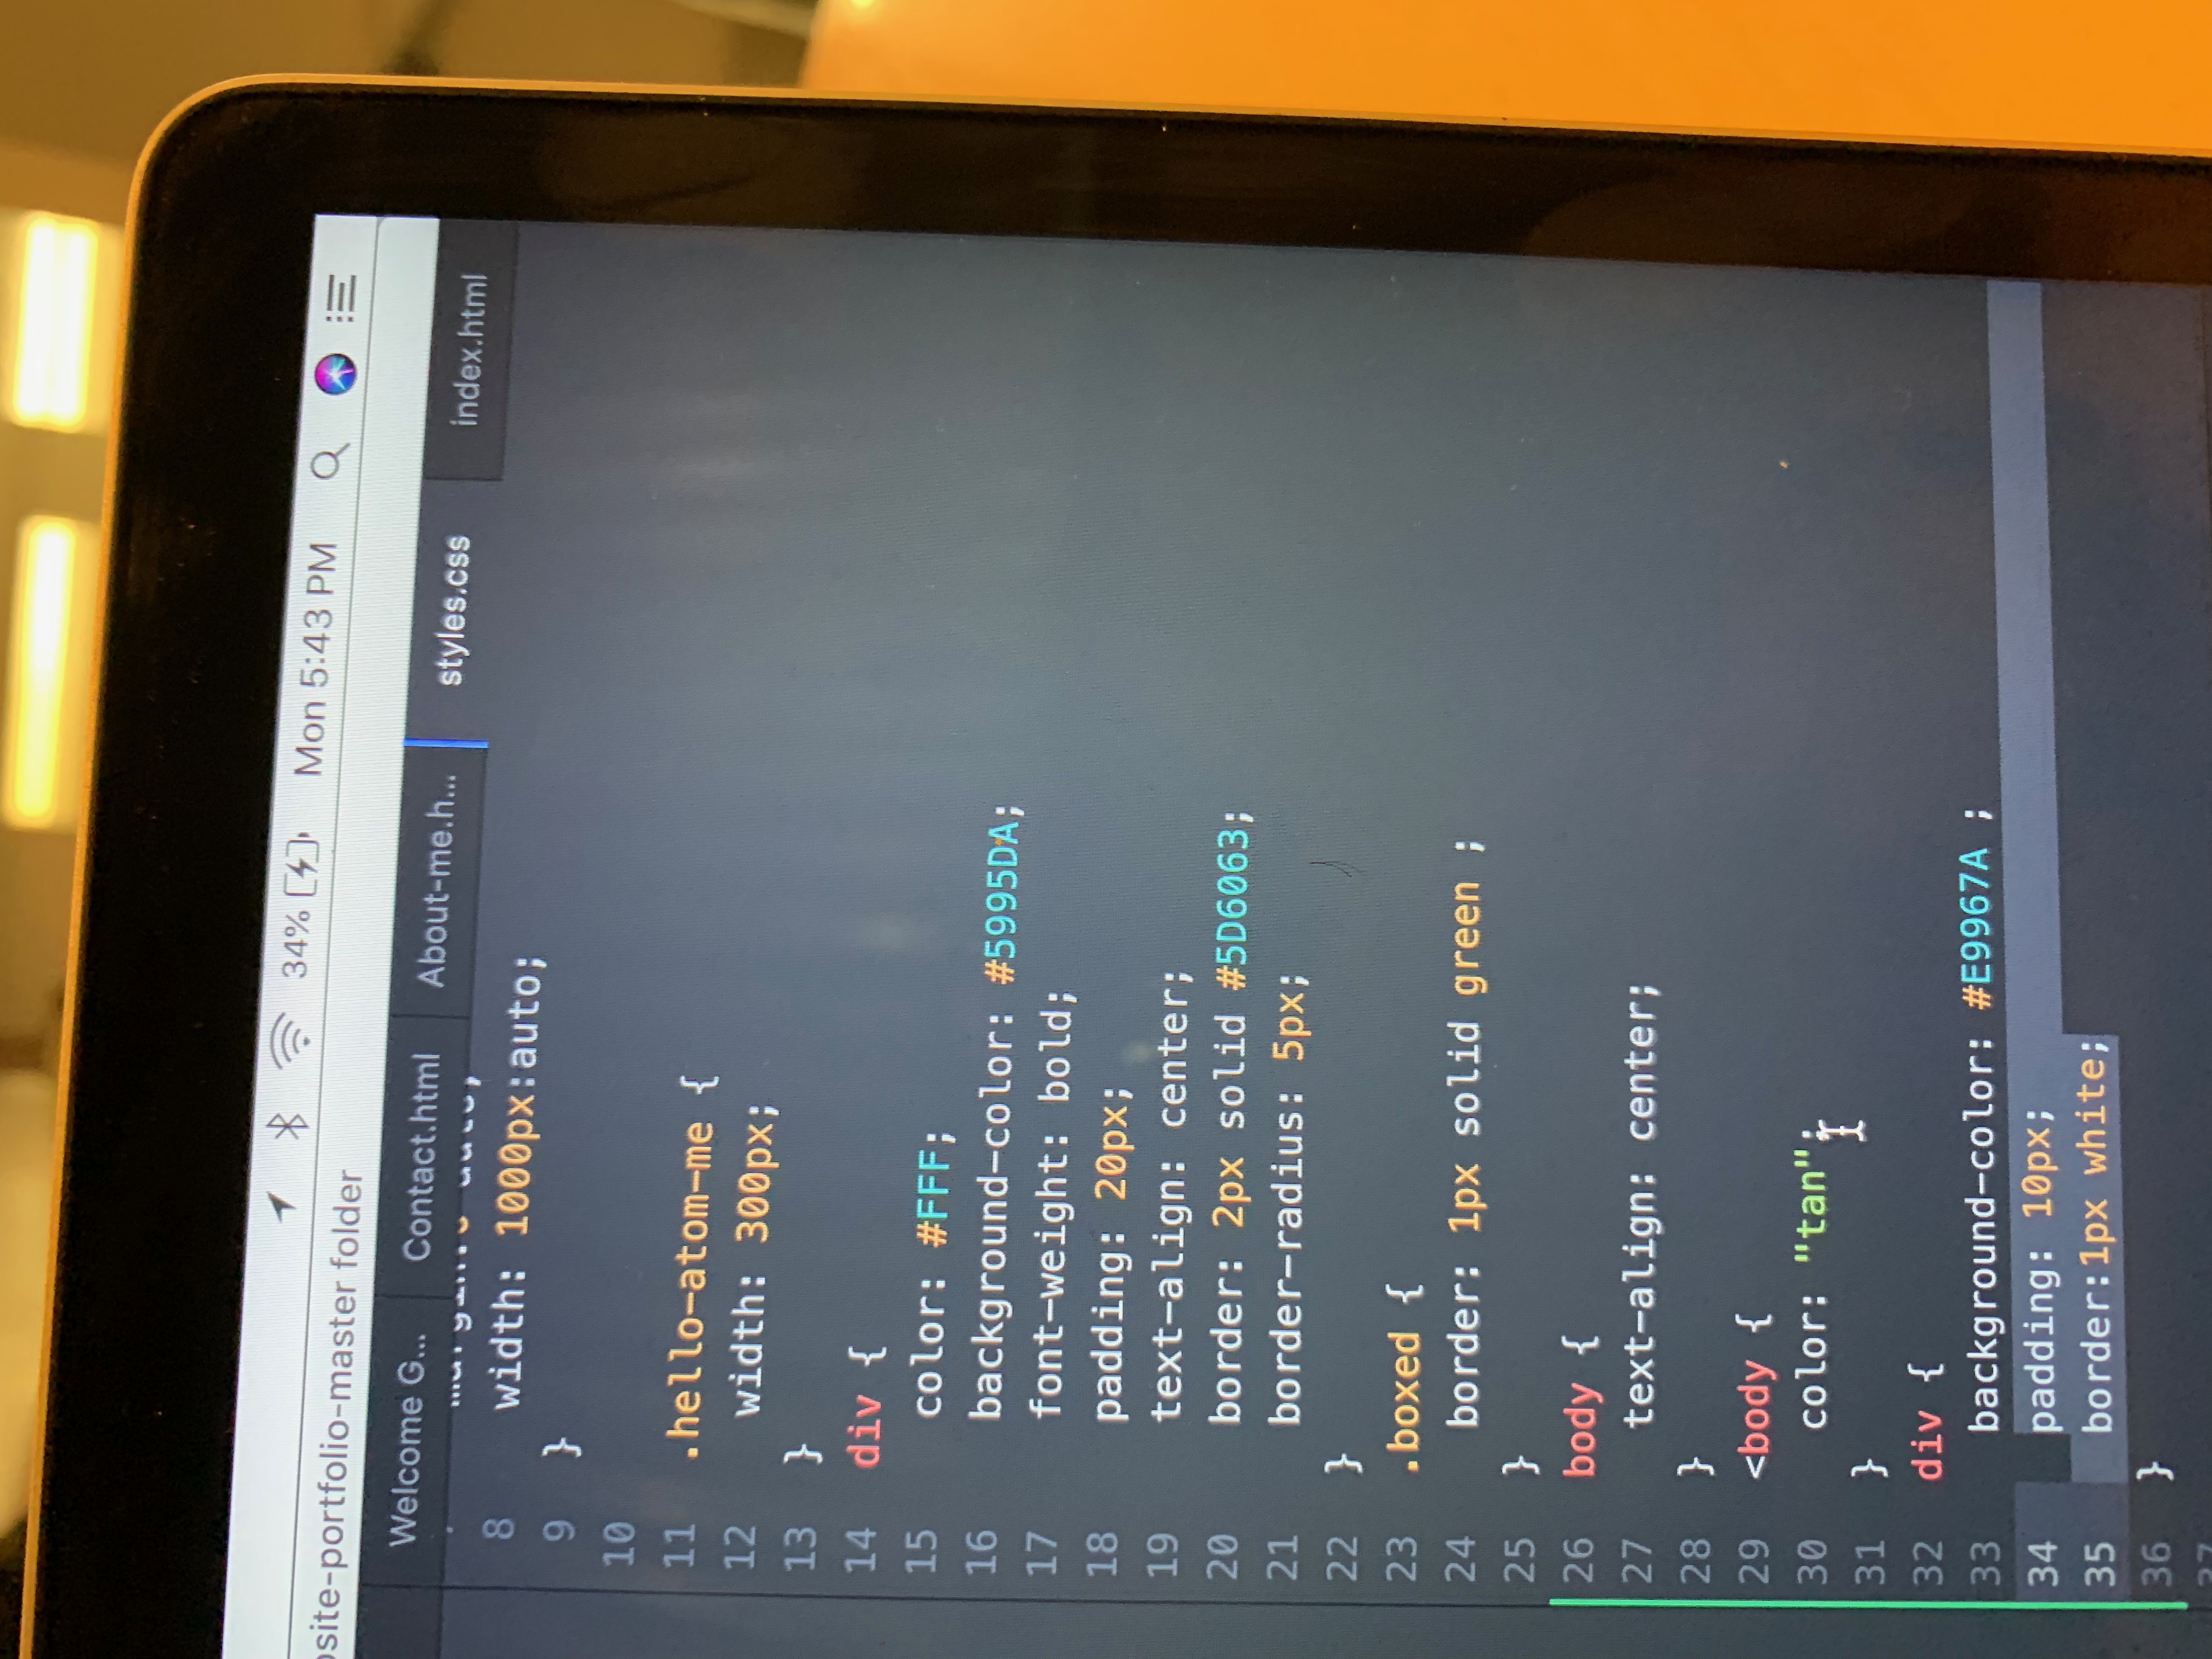 34% Mon 5:43 PM
site-portfolio-master folder
Welcome G... Contact.html About-me.h... styles.css index.html
auto;
8 width: 1000px:auto;
9 }
10
11 .hello-atom-me {
12 width: 300px;
13 }
14 div {
15 color: #FFF;
16 background-color: #5995DA;
17 font-weight: bold;
18 padding: 20px;
19 text-align: center;
20 border: 2px solid #5D6063;
21 border-radius: 5px;
22 }
23 .boxed {
24 border: 1px solid green ;
25 }
26 body {
27 text-align: center;
28 }
29 <body {
30 color: "tan";
31 }
32 div {
33 background-color: #E9967A ;
34 padding: 10px;
35 border:1px white;
36 }
37